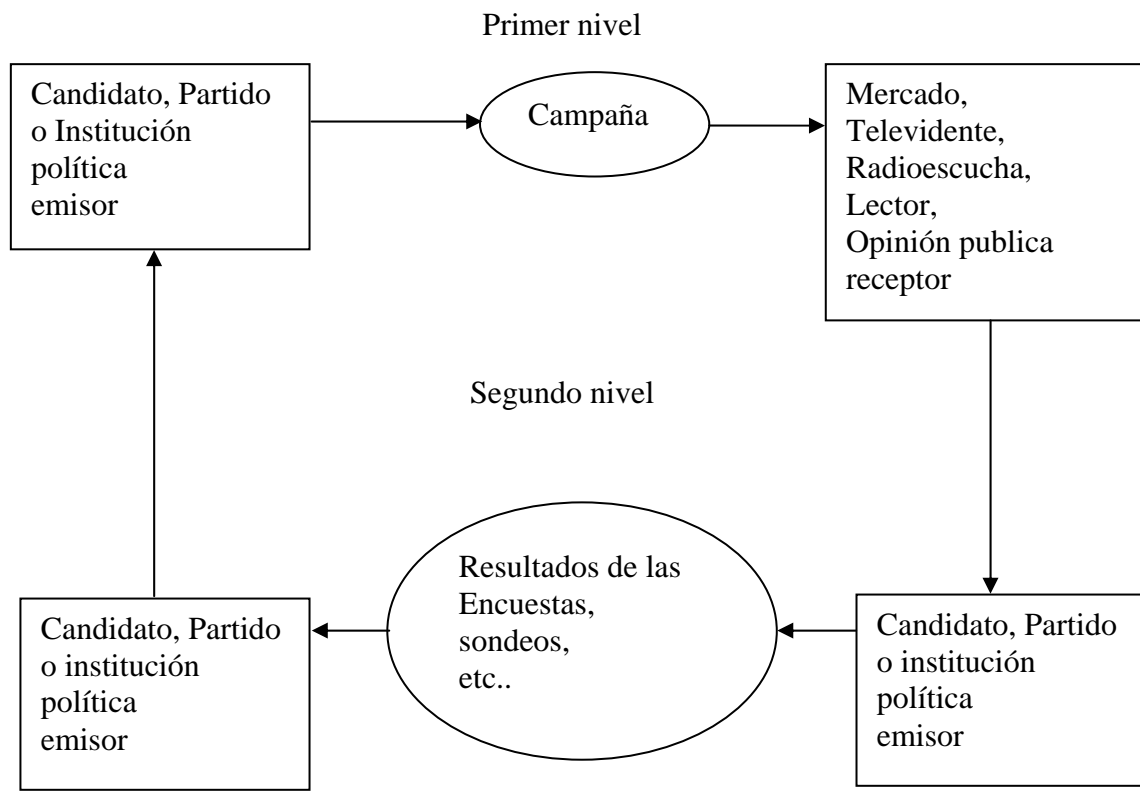 Primer nivel
Candidato, Partido
o Institución
política
emisor
Campaña
Mercado,
Televidente,
Radioescucha,
Lector,
Opinión publica
receptor
Segundo nivel
Candidato, Partido
o institución
política
emisor
Resultados de las
Encuestas,
sondeos,
etc..
Candidato, Partido
o institución
política
emisor